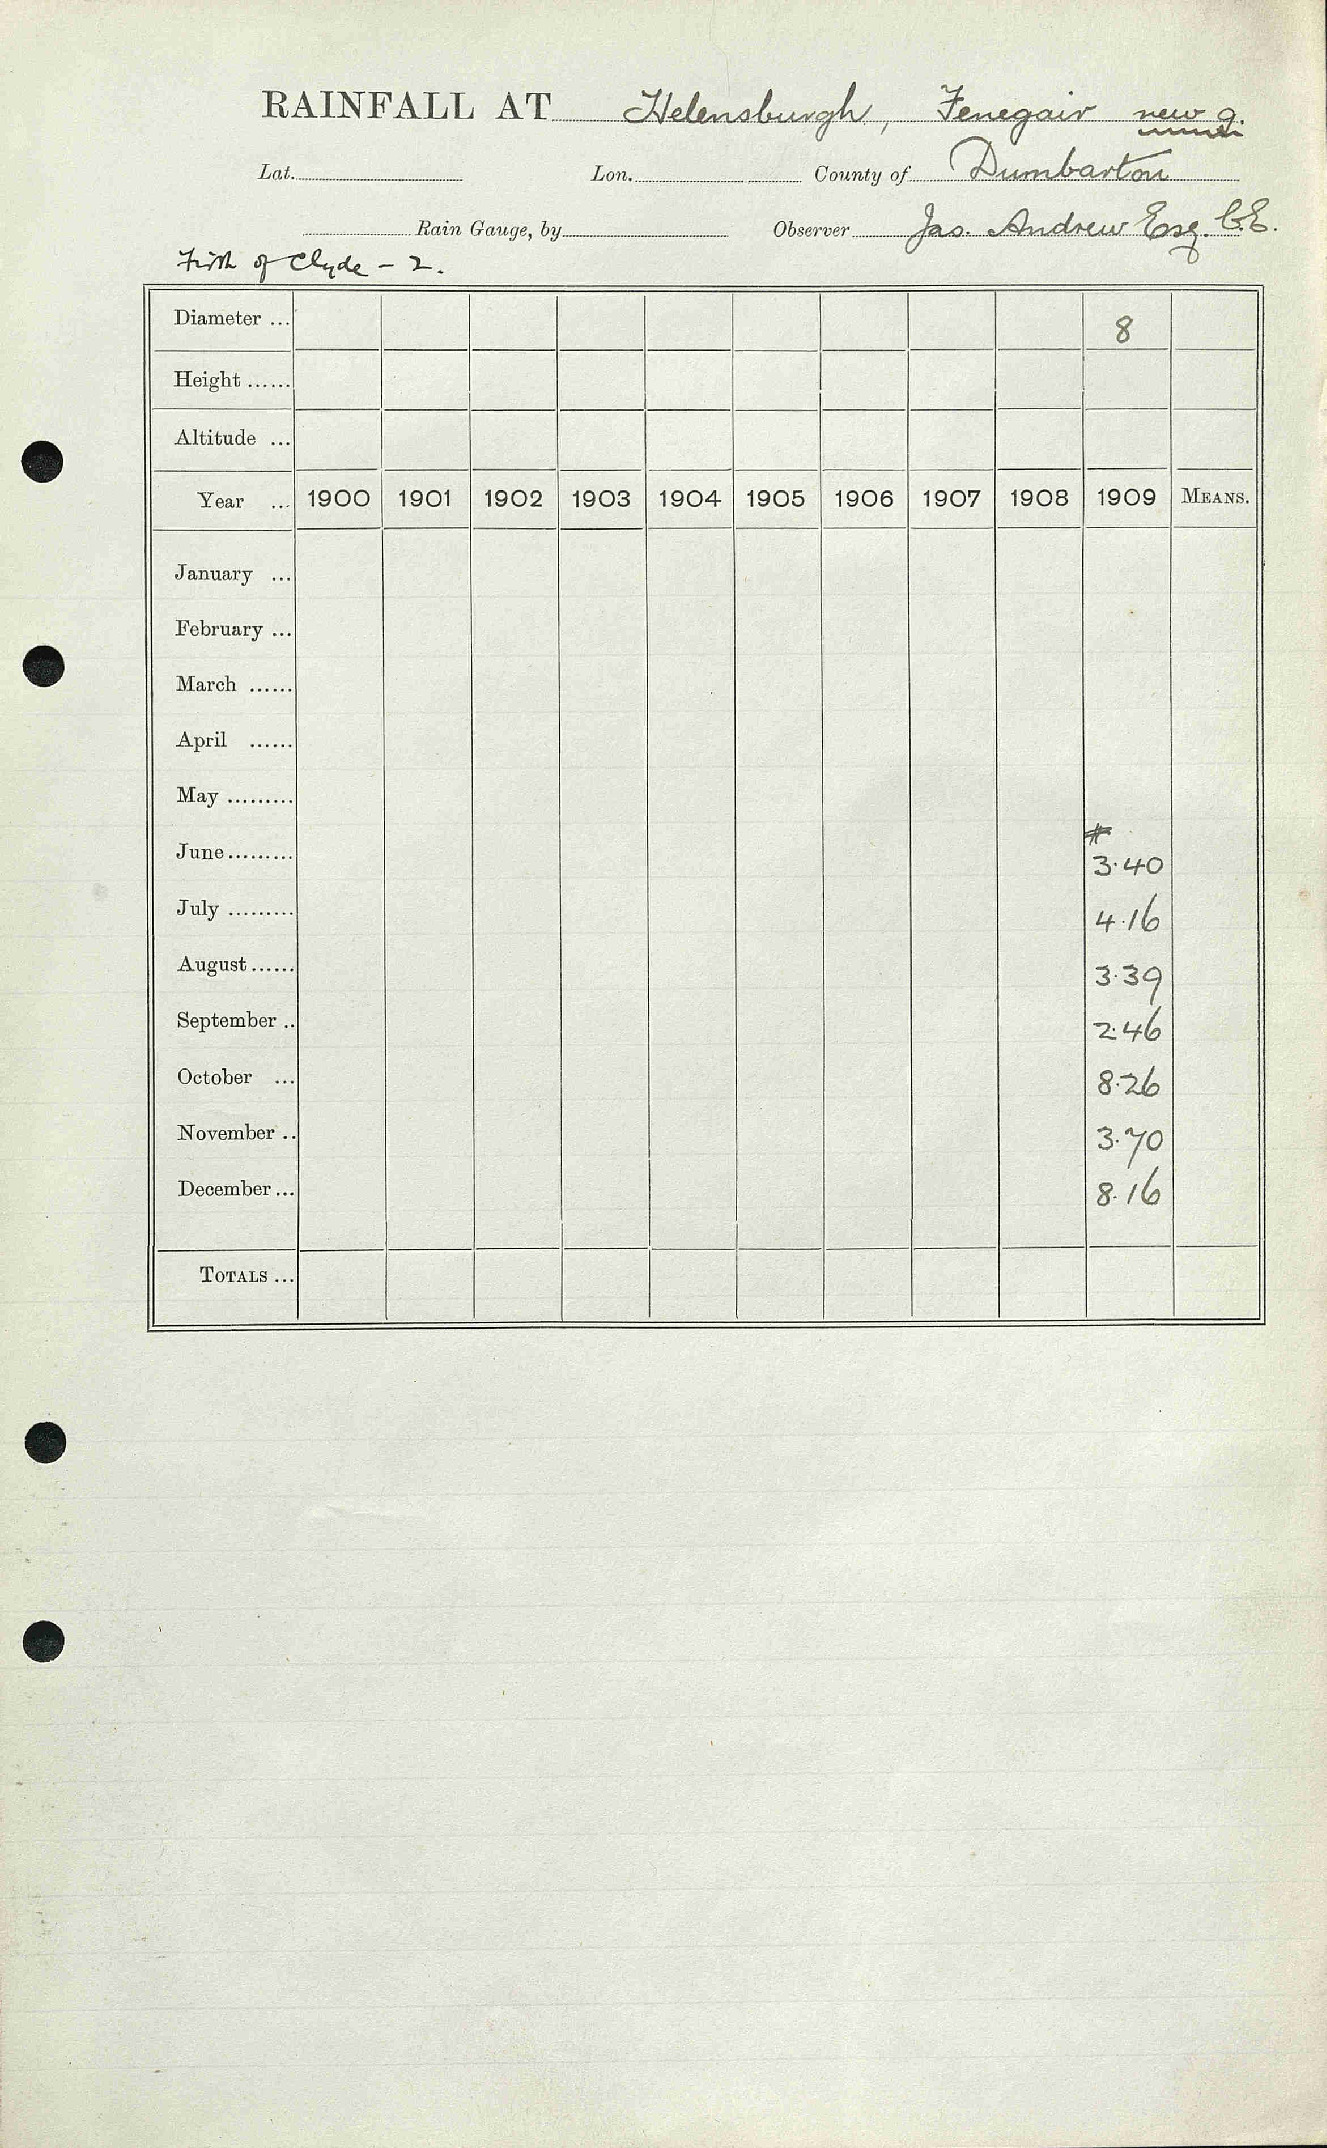 RAINFALL AT Helensburgh, Fenegair new g.
Lat. Lon. County of Dumbarton
Rain Gauge, by Observer Jas. Andrew Esq. C.E.
Firth of Clyde - 2.
Diameter ... 8
Height ......
Altitude ...
Year ... 1900 1901 1902 1903 1904 1905 1906 1907 1908 1909 MEANS.
January ...
February ...
March ......
April ......
May .........
#
June......... 3.40
July ......... 4.16
August...... 3.39
September .. 2.46
October ... 8.26
November .. 3.70
December... 8.16
TOTALS ...